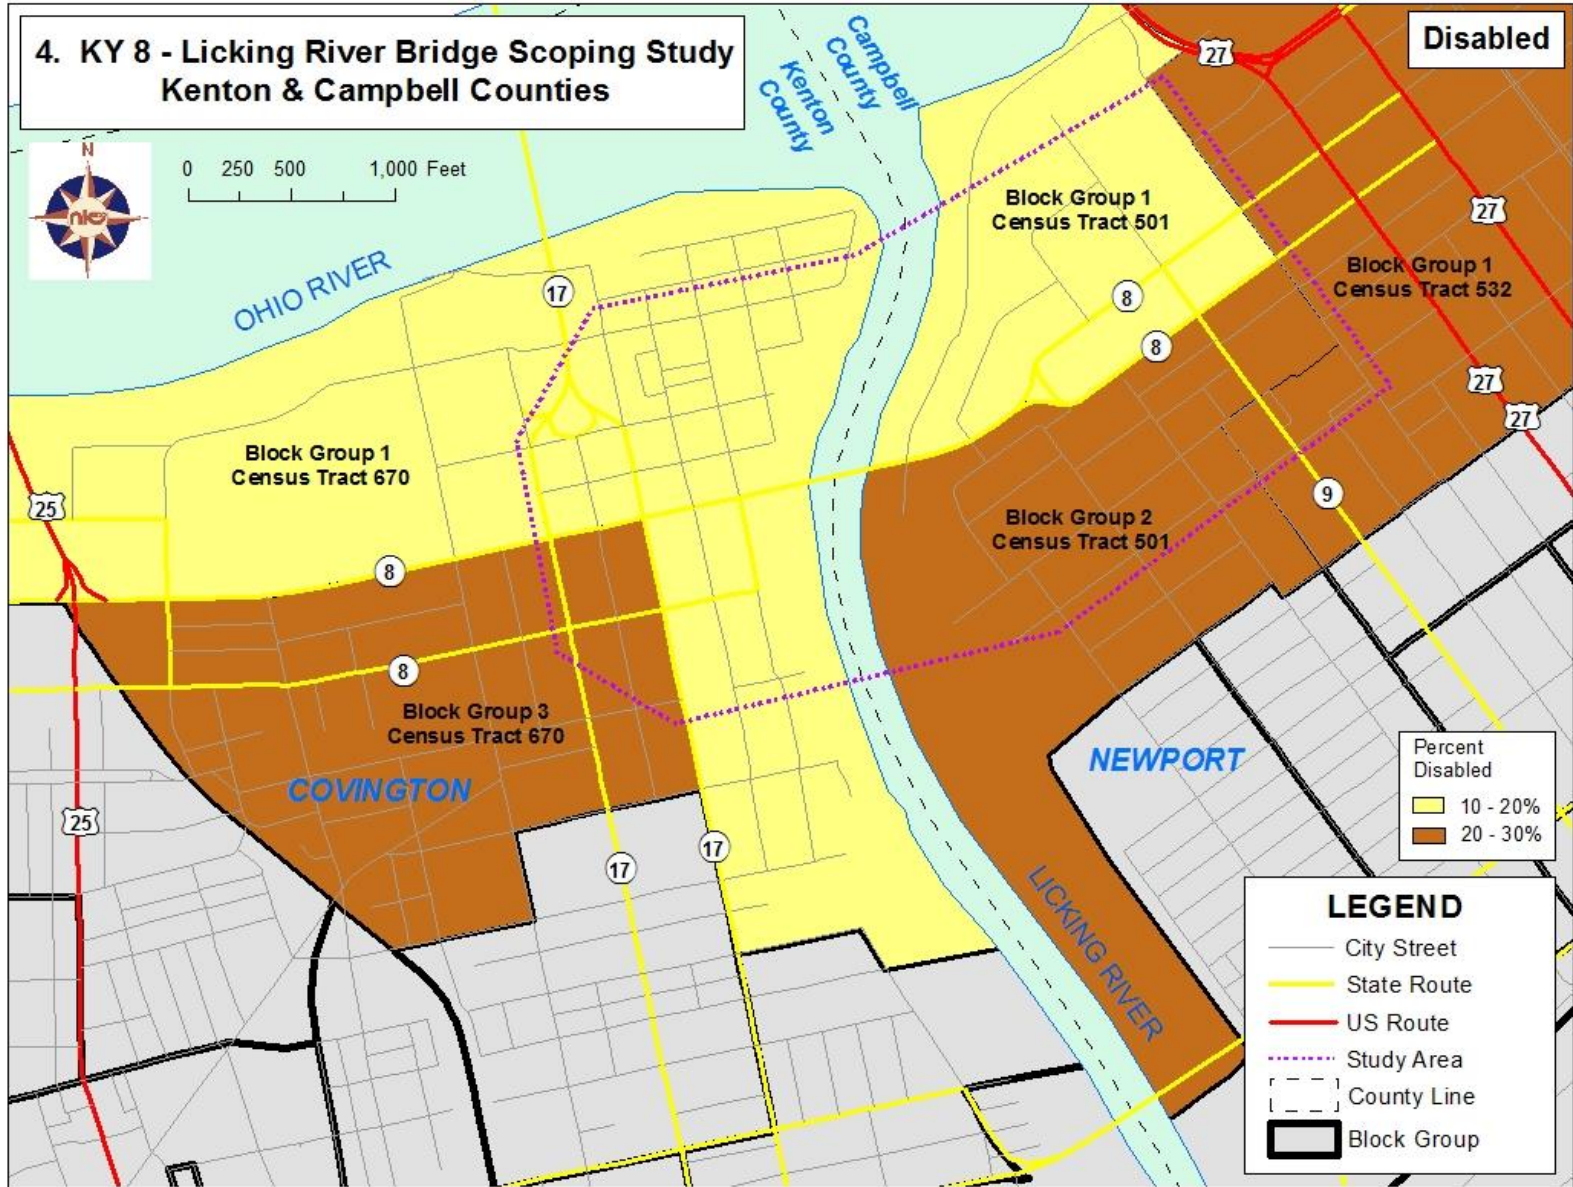 4. KY 8 - Licking River Bridge Scoping Study
Kenton & Campbell Counties
Disabled
N
nkc
0 250 500 1,000 Feet
Campbell
County
Kenton
County
OHIO RIVER
27
17
Block Group 1
Census Tract 501
27
8
Block Group 1
Census Tract 532
8
27
27
Block Group 1
Census Tract 670
25
9
Block Group 2
Census Tract 501
8
8
Block Group 3
Census Tract 670
COVINGTON
NEWPORT
25
17
17
LICKING RIVER
Percent
Disabled
10 - 20%
20 - 30%
LEGEND
City Street
State Route
US Route
Study Area
County Line
Block Group